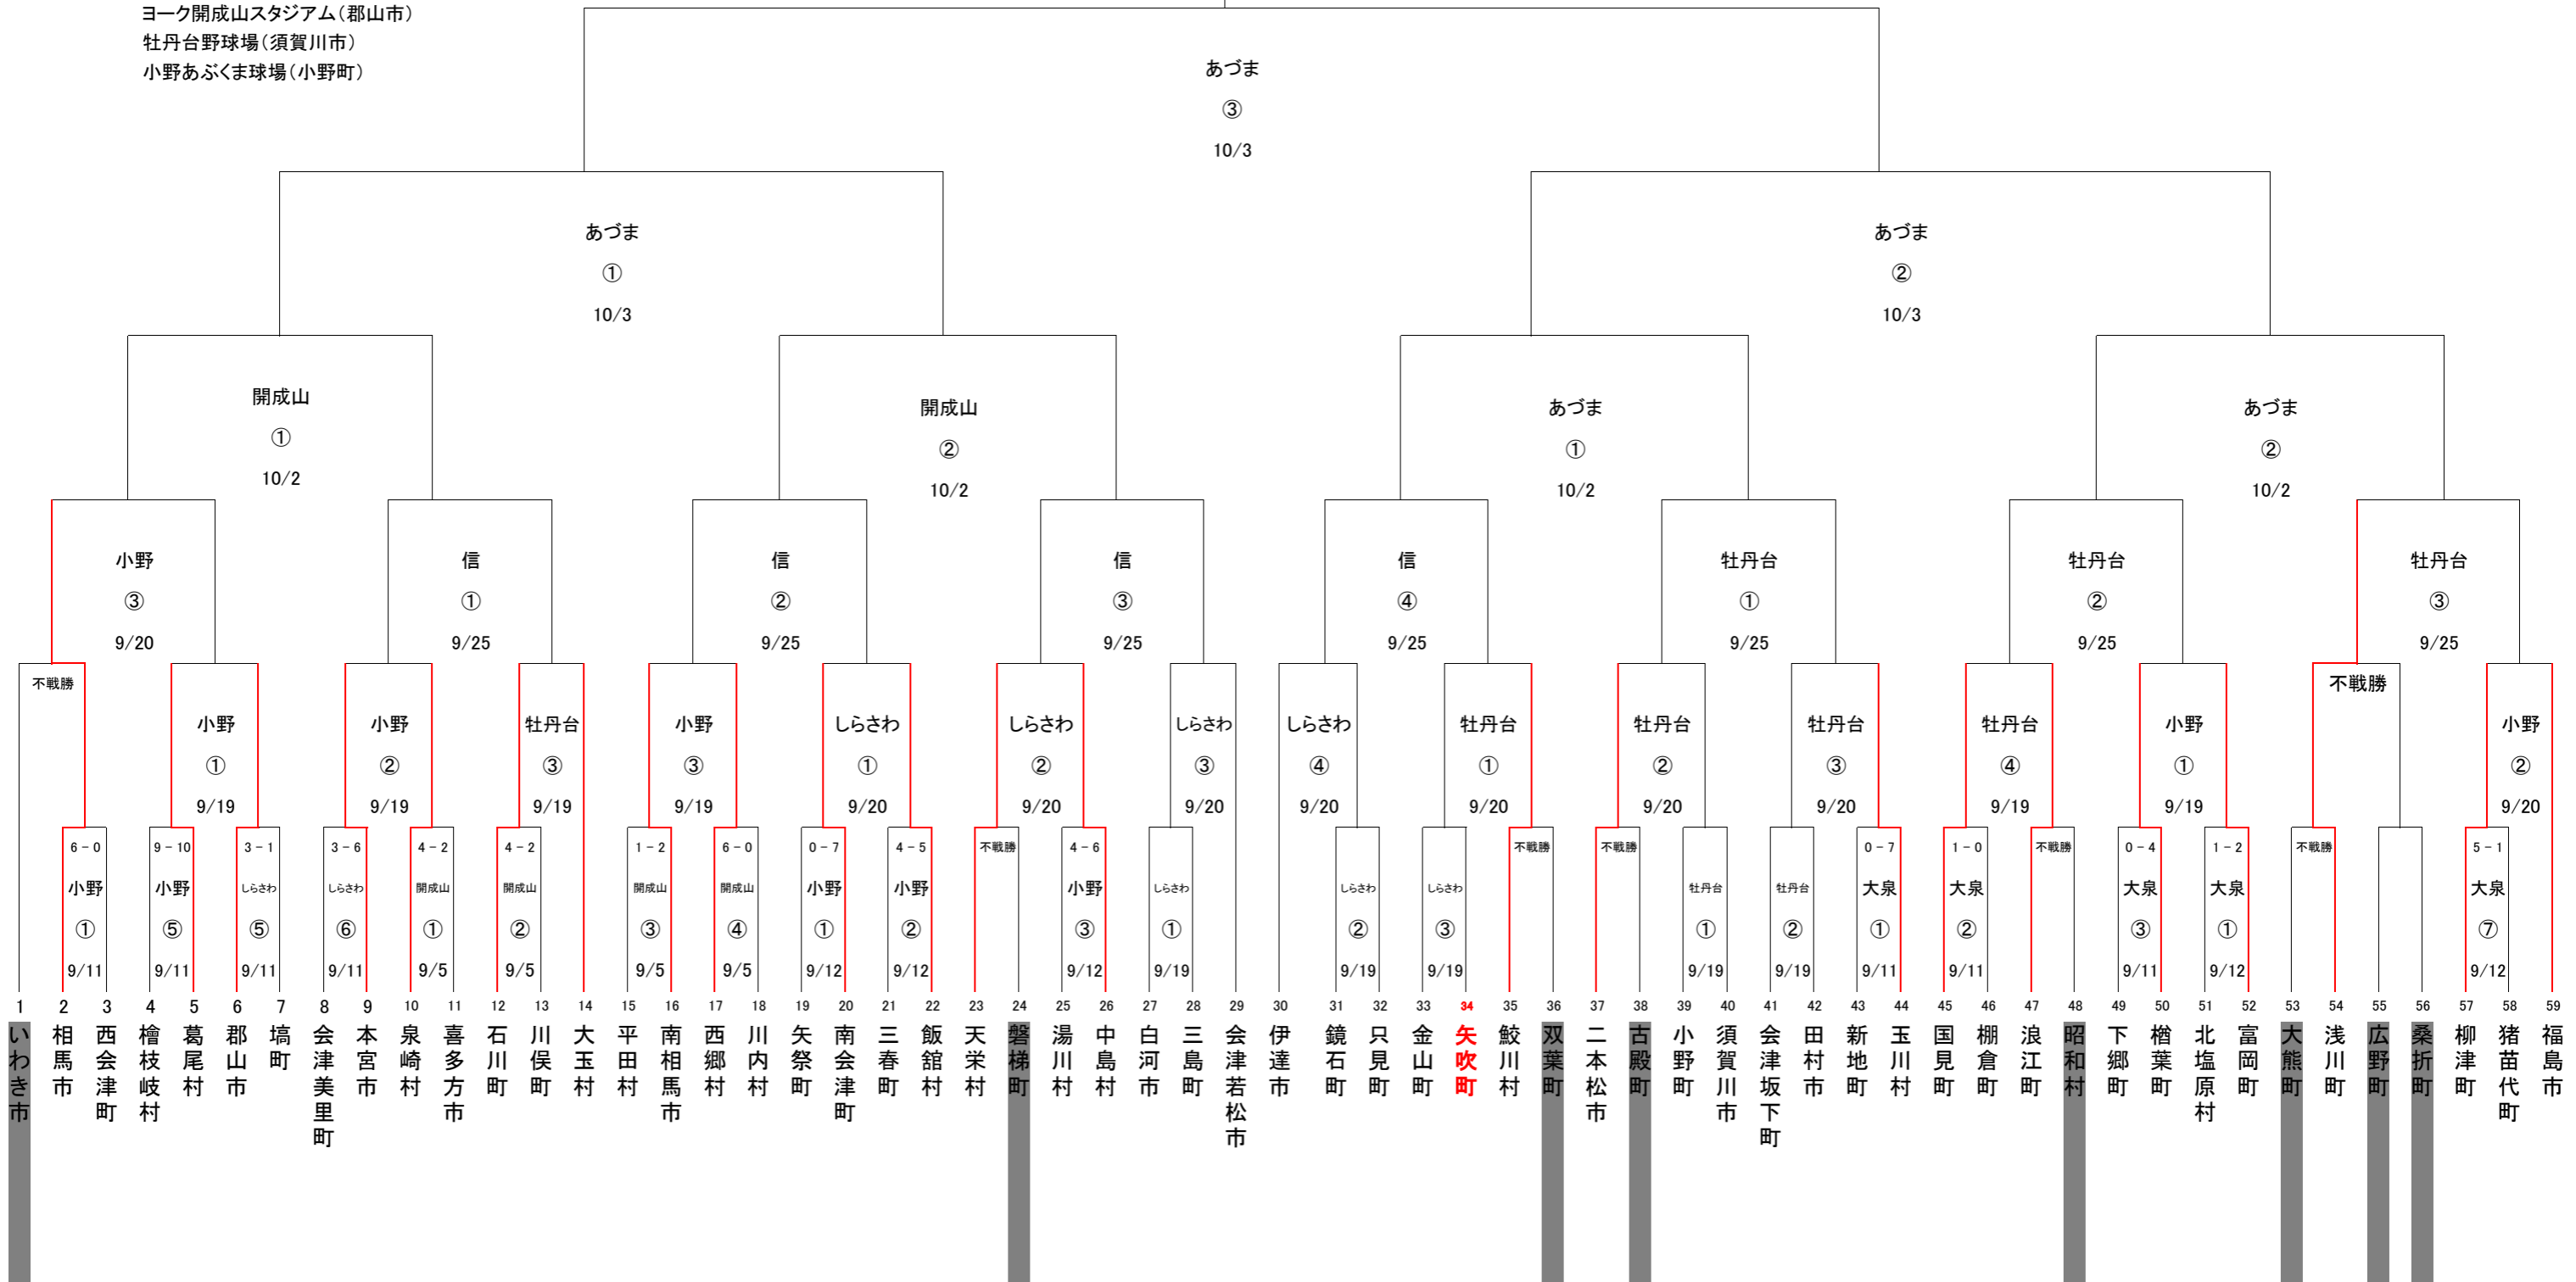 ヨーク開成山スタジアム(郡山市)
牡丹台野球場(須賀川市)
小野あぶくま球場(小野町)
あづま
③
10/3
あづま
①
10/3
あづま
②
10/3
開成山
①
10/2
開成山
②
10/2
あづま
①
10/2
あづま
②
10/2
小野
③
9/20
信
①
9/25
信
②
9/25
信
③
9/25
信
④
9/25
牡丹台
①
9/25
牡丹台
②
9/25
牡丹台
③
9/25
不戦勝
小野
①
9/19
小野
②
9/19
牡丹台
③
9/19
小野
③
9/19
しらさわ
①
9/20
しらさわ
②
9/20
しらさわ
③
9/20
しらさわ
④
9/20
牡丹台
①
9/20
牡丹台
②
9/20
牡丹台
③
9/20
牡丹台
④
9/19
小野
①
9/19
不戦勝
小野
②
9/20
6-0
小野
①
9/11
9-10
小野
⑤
9/11
3-1
しらさわ
⑤
9/11
3-6
しらさわ
⑥
9/11
4-2
開成山
①
9/5
4-2
開成山
②
9/5
1-2
開成山
③
9/5
6-0
開成山
④
9/5
0-7
小野
①
9/12
4-5
小野
②
9/12
不戦勝
4-6
小野
③
9/12
しらさわ
①
9/19
しらさわ
②
9/19
しらさわ
③
9/19
不戦勝
不戦勝
牡丹台
①
9/19
牡丹台
②
9/19
0-7
大泉
①
9/11
1-0
大泉
②
9/11
不戦勝
0-4
大泉
③
9/11
1-2
大泉
①
9/12
不戦勝
5-1
大泉
⑦
9/12
1 いわき市
2 相馬市
3 西会津町
4 檜枝岐村
5 葛尾村
6 郡山市
7 塙町
8 会津美里町
9 本宮市
10 泉崎村
11 喜多方市
12 石川町
13 川俣町
14 大玉村
15 平田村
16 南相馬市
17 西郷村
18 川内村
19 矢祭町
20 南会津町
21 三春町
22 飯舘村
23 天栄村
24 磐梯町
25 湯川村
26 中島村
27 白河市
28 三島町
29 会津若松市
30 伊達市
31 鏡石町
32 只見町
33 金山町
34 矢吹町
35 鮫川村
36 双葉町
37 二本松市
38 古殿町
39 小野町
40 須賀川市
41 会津坂下町
42 田村市
43 新地町
44 玉川村
45 国見町
46 棚倉町
47 浪江町
48 昭和村
49 下郷町
50 楢葉町
51 北塩原村
52 富岡町
53 大熊町
54 浅川町
55 広野町
56 桑折町
57 柳津町
58 猪苗代町
59 福島市